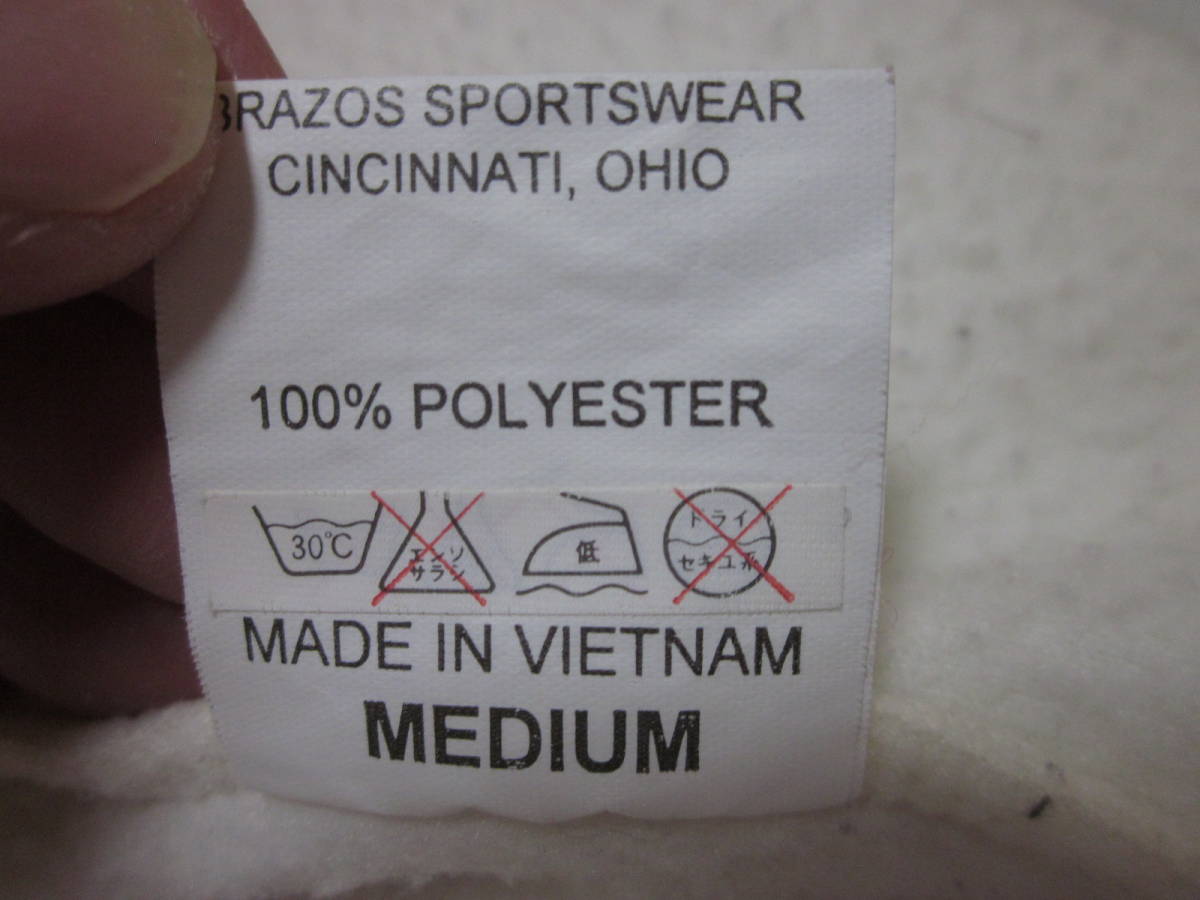 BRAZOS SPORTSWEAR
CINCINNATI, OHIO
100% POLYESTER
30℃
エンソ
サラシ
低
ドライ
セキユ系
MADE IN VIETNAM
MEDIUM